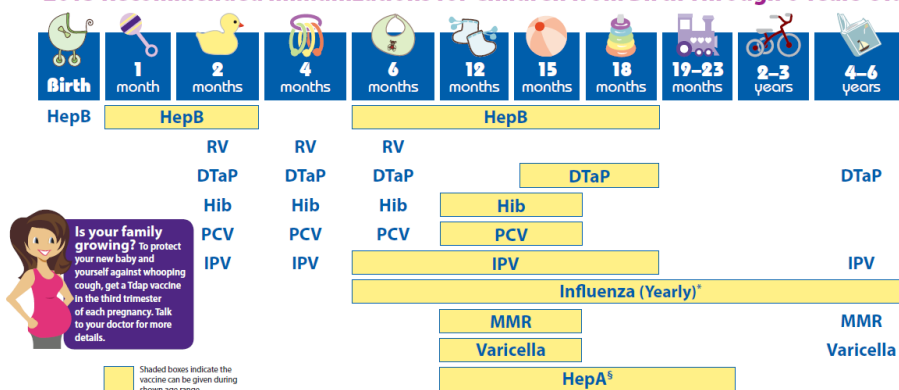 Birth
1
month
2
months
4
months
6
months
12
months
15
months
18
months
19–23
months
2–3
years
4–6
years
HepB HepB HepB
RV RV RV
DTaP DTaP DTaP DTaP DTaP
Hib Hib Hib Hib
PCV PCV PCV PCV
IPV IPV IPV IPV
Influenza (Yearly)*
MMR MMR
Varicella Varicella
HepA§
Is your family
growing? To protect
your new baby and
yourself against whooping
cough, get a Tdap vaccine
in the third trimester
of each pregnancy. Talk
to your doctor for more
details.
Shaded boxes indicate the
vaccine can be given during
shown age range